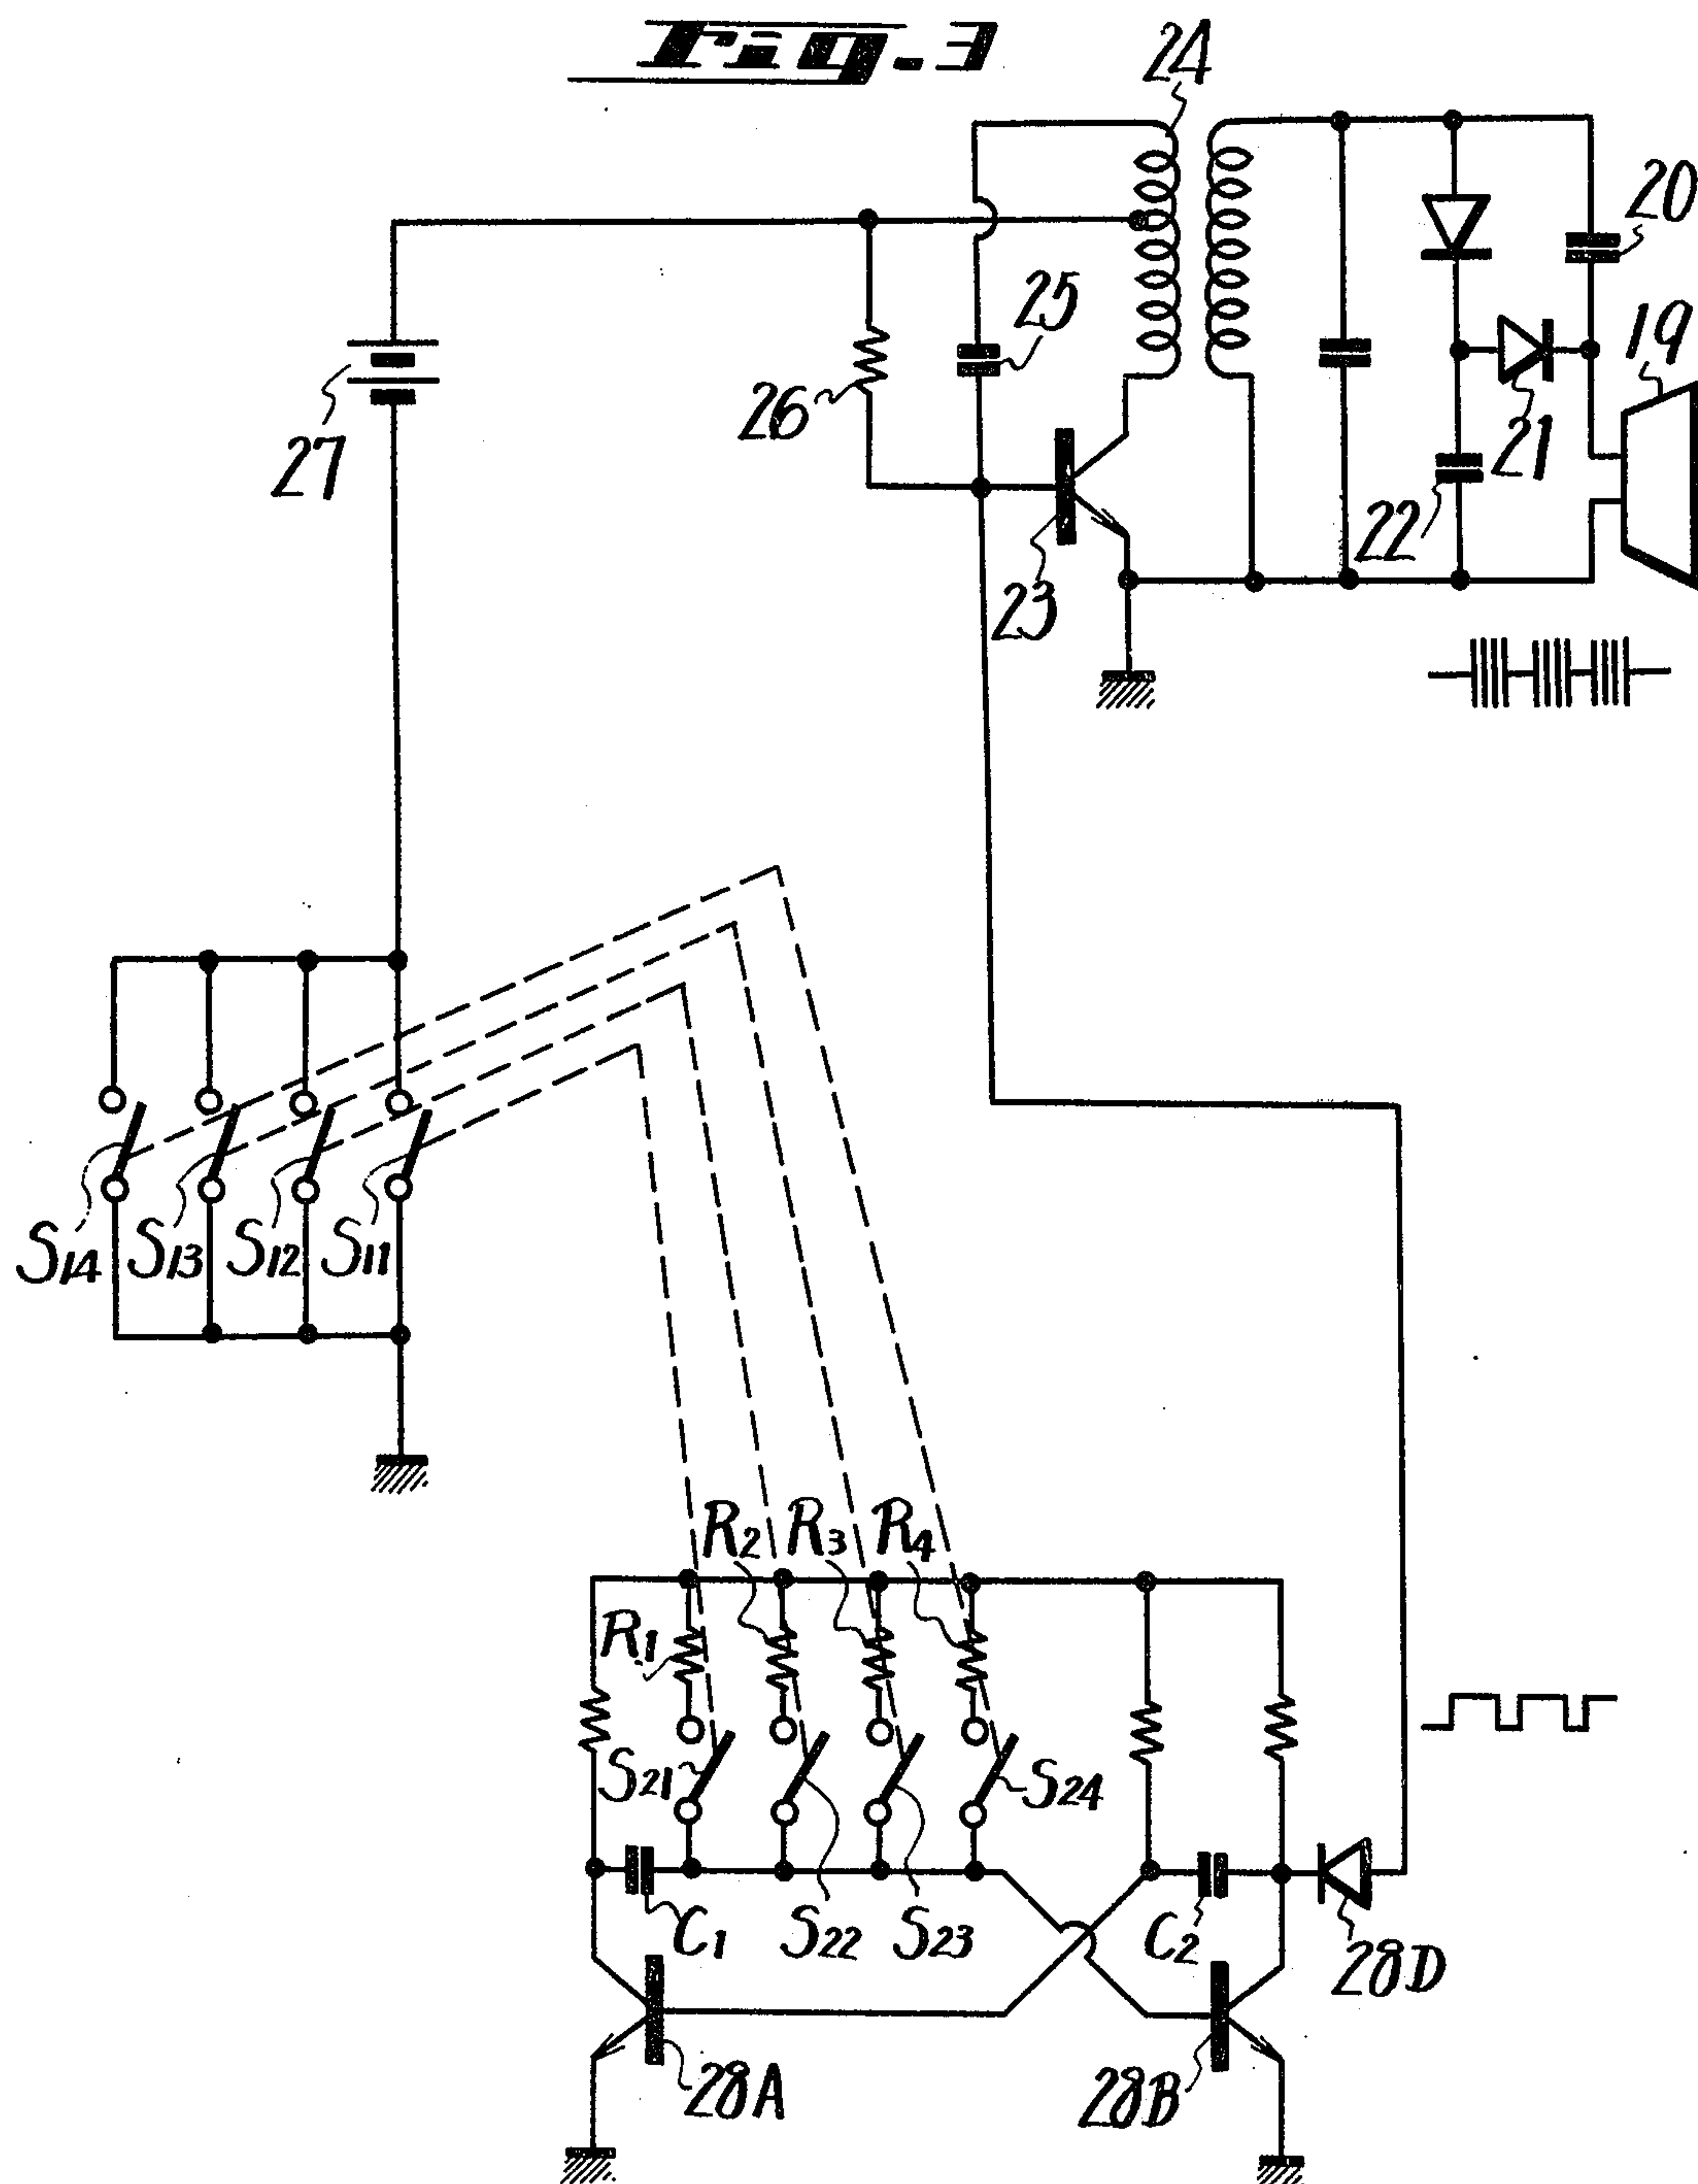 Fig.-3
24
20
25
19
26
21
27
22
23
S14 S13 S12 S11
R2 R3 R4
R1
S21
S24
C1 S22 S23 C2
28D
28A
28B